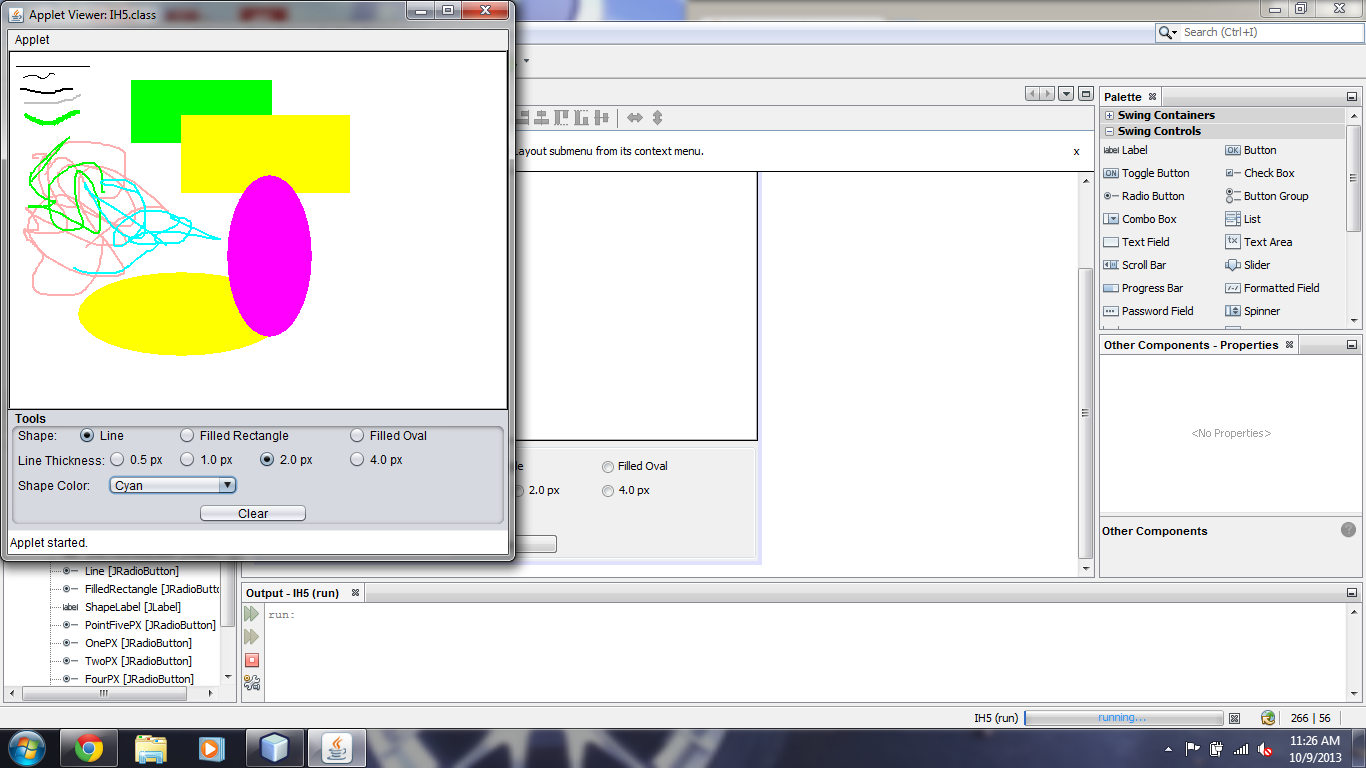 Applet Viewer: IH5.class
Applet
Tools
Shape: Line Filled Rectangle Filled Oval
Line Thickness: 0.5 px 1.0 px 2.0 px 4.0 px
Shape Color: Cyan
Clear
Applet started.
Search (Ctrl+I)
Layout submenu from its context menu. x
Filled Oval
2.0 px 4.0 px
Palette
Swing Containers
Swing Controls
label Label OK Button
ON Toggle Button Check Box
Radio Button Button Group
Combo Box List
Text Field Text Area
Scroll Bar Slider
Progress Bar Formatted Field
Password Field Spinner
Other Components - Properties
<No Properties>
Other Components
Line [JRadioButton]
FilledRectangle [JRadioButto
label ShapeLabel [JLabel]
PointFivePX [JRadioButton]
OnePX [JRadioButton]
TwoPX [JRadioButton]
FourPX [JRadioButton]
Output - IH5 (run)
run:
IH5 (run) running... 266 | 56
11:26 AM
10/9/2013